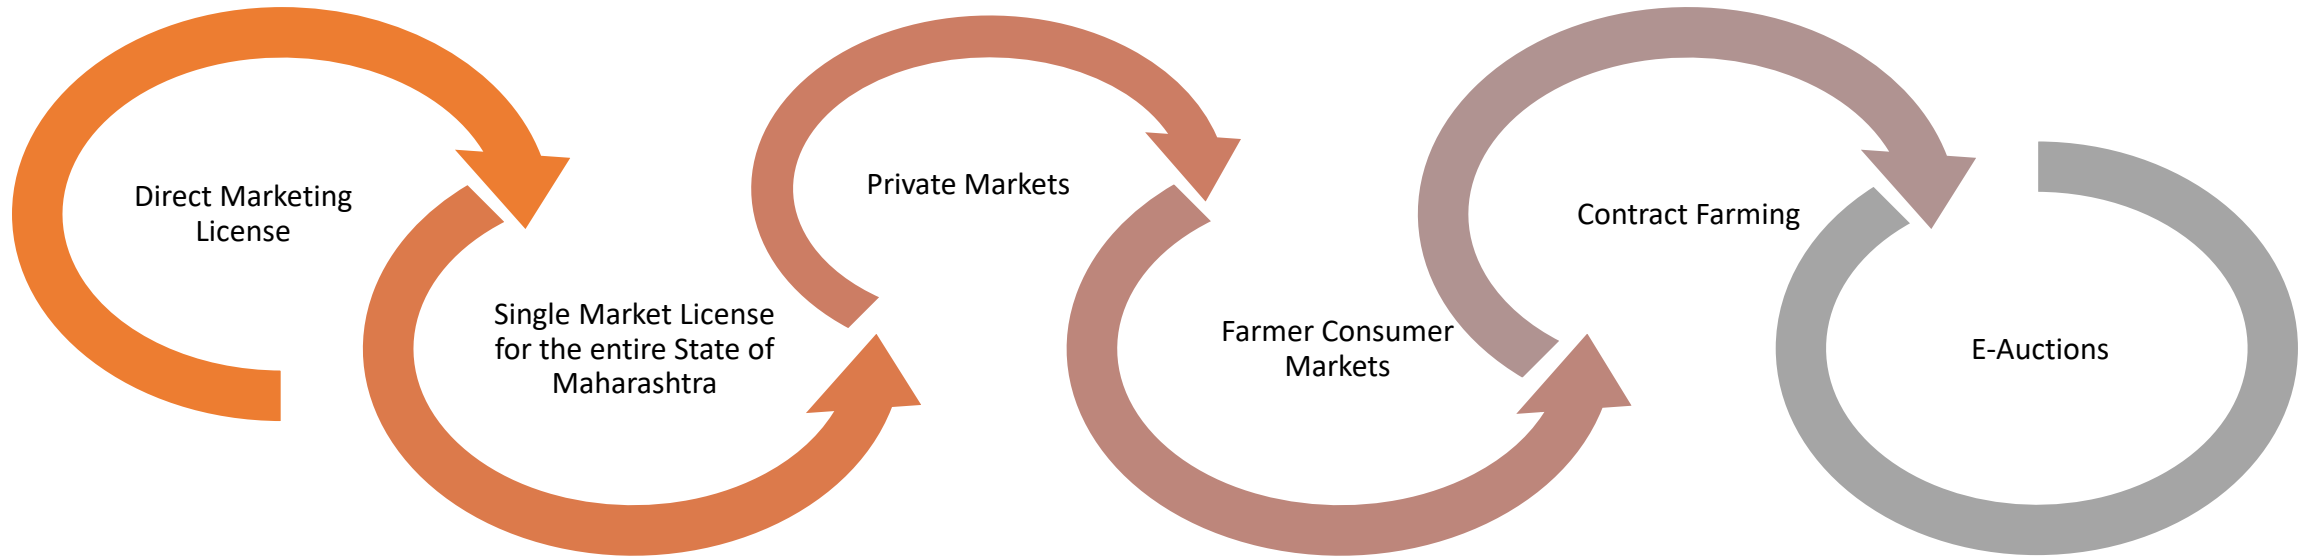 Direct Marketing
License
Single Market License
for the entire State of
Maharashtra
Private Markets
Farmer Consumer
Markets
Contract Farming
E-Auctions